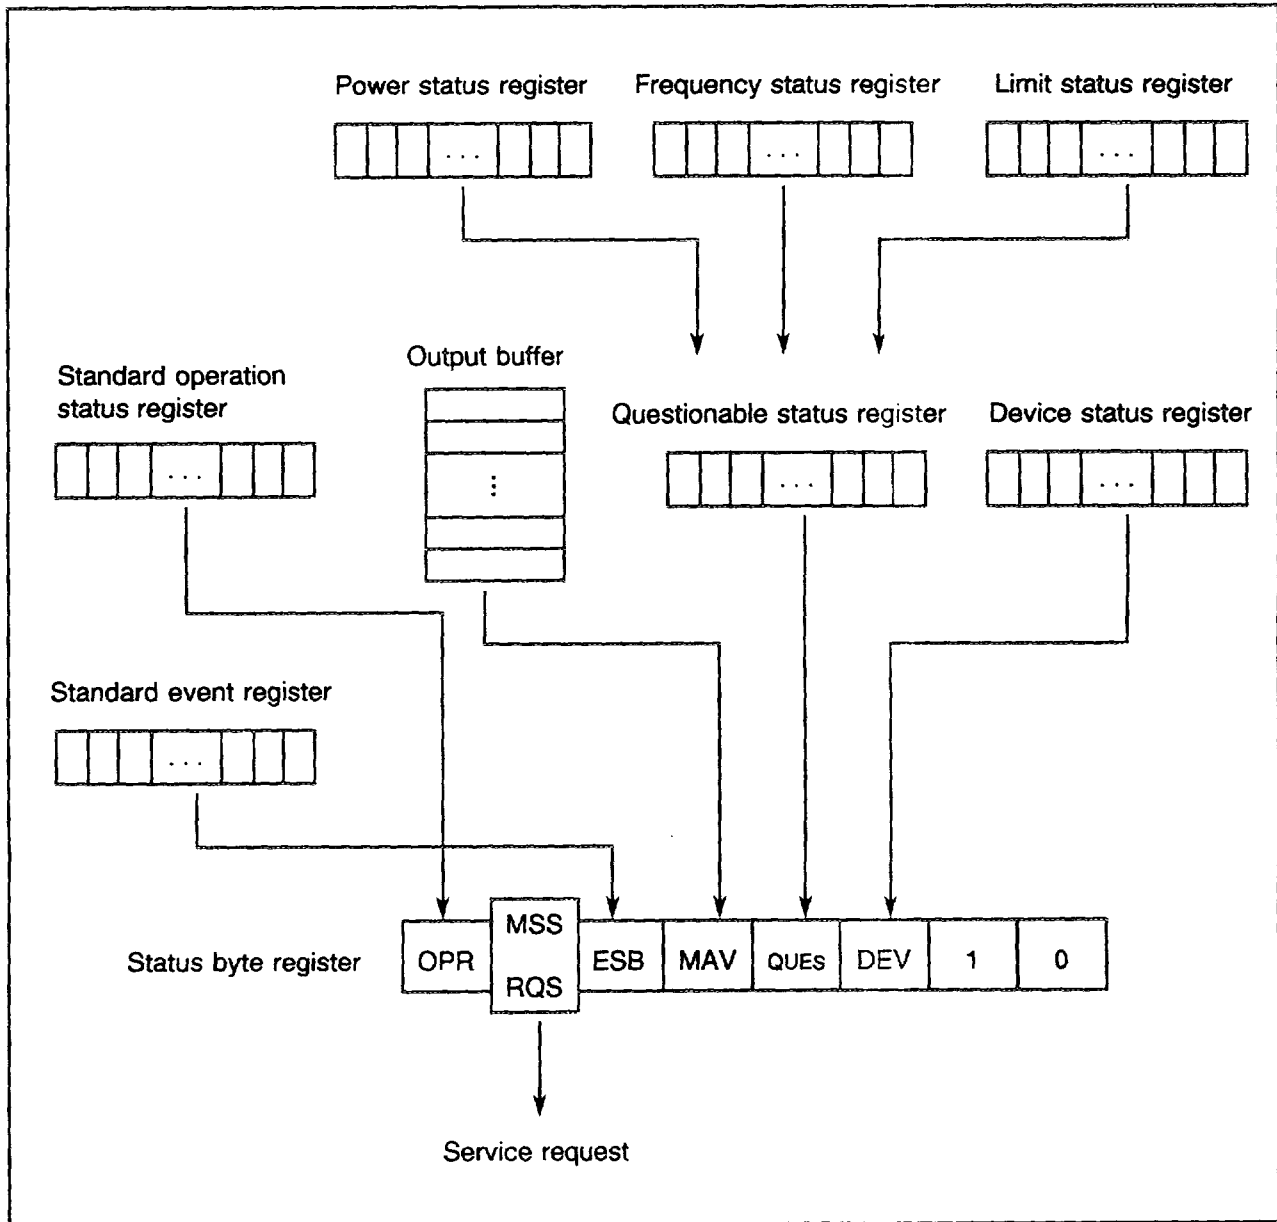 Power status register
Frequency status register
Limit status register
. . .
. . .
. . .
Output buffer
Standard operation
status register
Questionable status register
Device status register
. . .
...
. . .
. . .
Standard event register
. . .
Status byte register
OPR
MSS
RQS
ESB
MAV
QUES
DEV
1
0
Service request